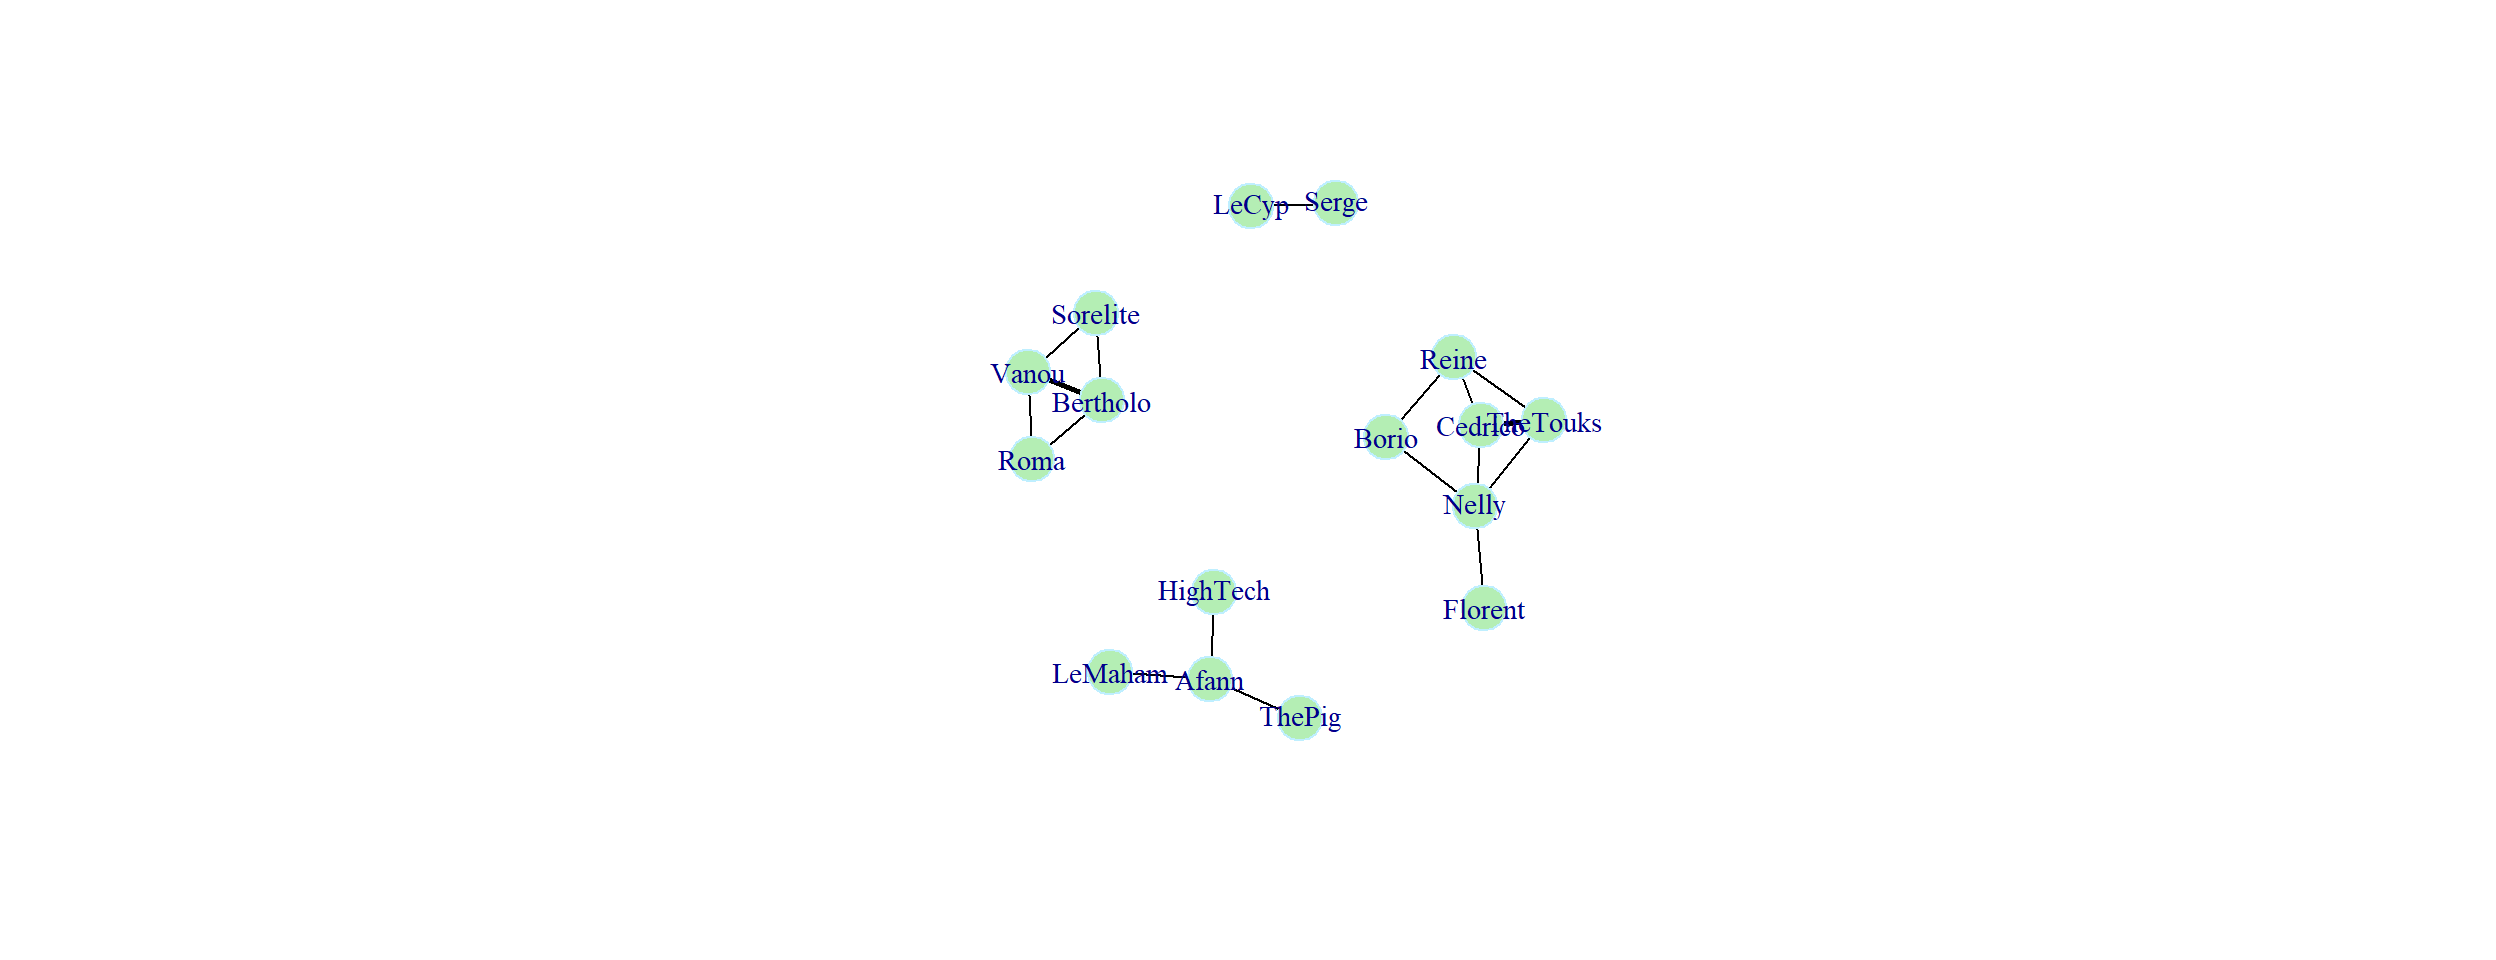 LeCyp
Serge
Sorelite
Vanou
Bertholo
Roma
Reine
Cedrico
TheTouks
Borio
Nelly
Florent
HighTech
LeMaham
Afann
ThePig